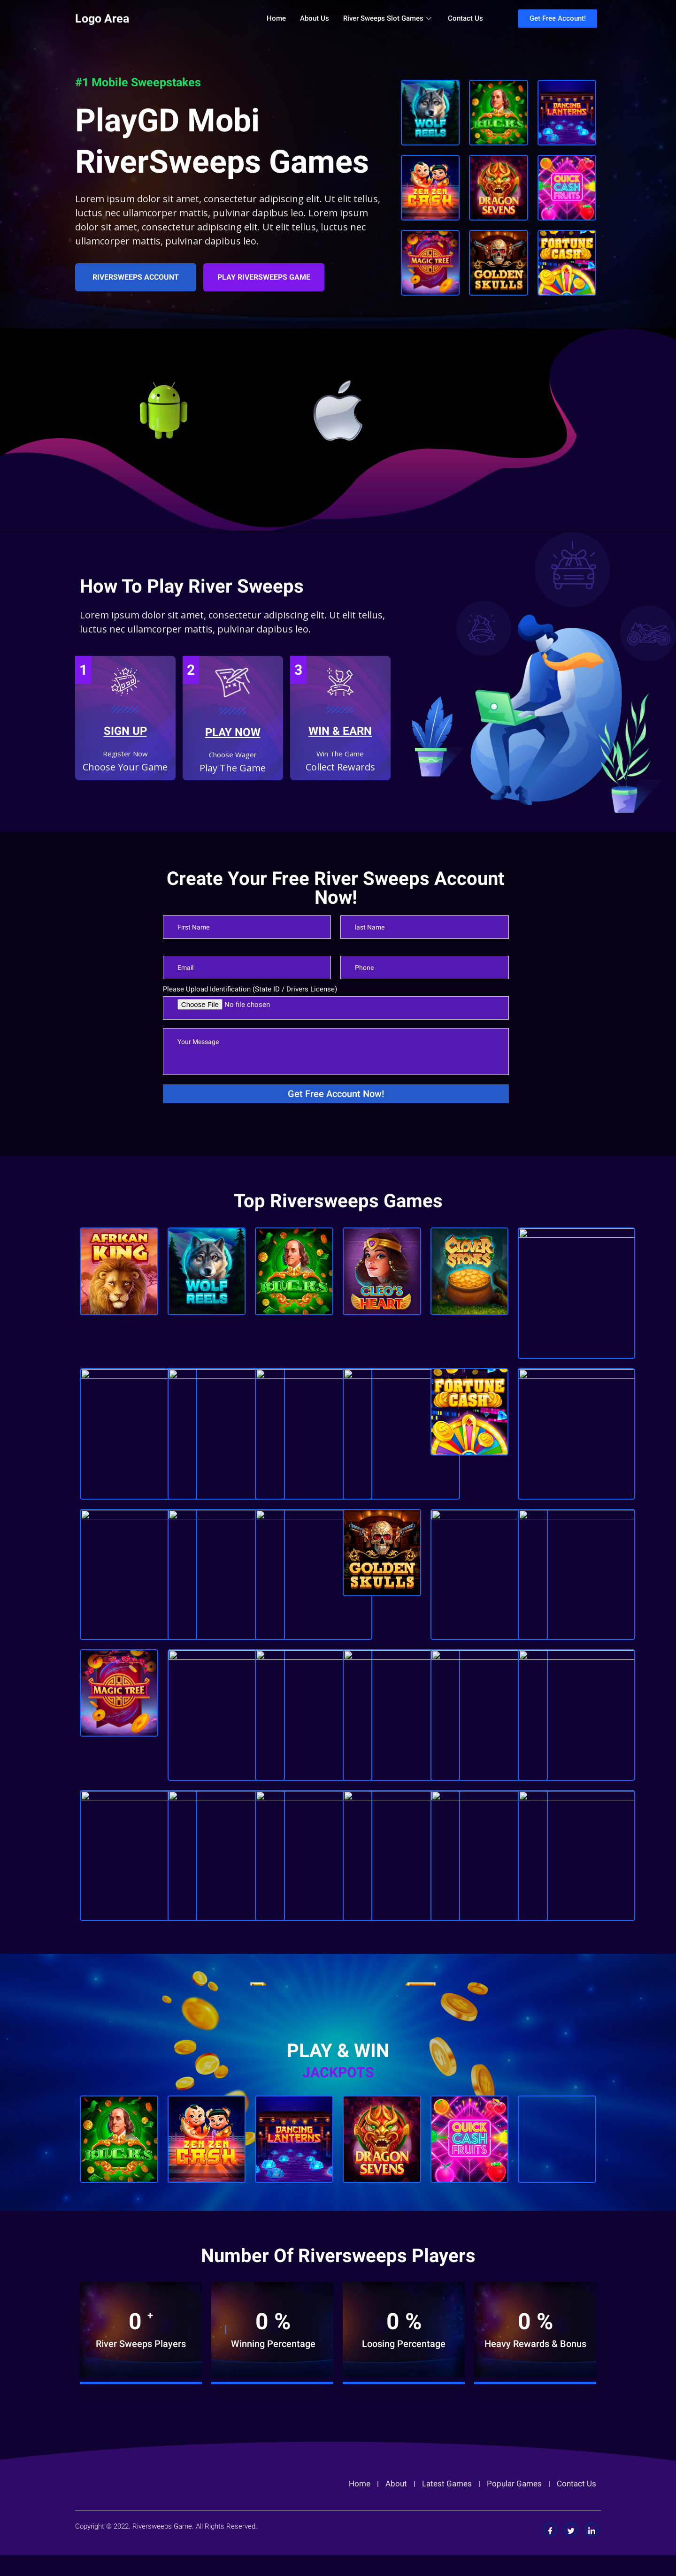 Logo Area
Home
About Us
River Sweeps Slot Games
Contact Us
Get Free Account!
#1 Mobile Sweepstakes
PlayGD Mobi
RiverSweeps Games
Lorem ipsum dolor sit amet, consectetur adipiscing elit. Ut elit tellus,
luctus nec ullamcorper mattis, pulvinar dapibus leo. Lorem ipsum
dolor sit amet, consectetur adipiscing elit. Ut elit tellus, luctus nec
ullamcorper mattis, pulvinar dapibus leo.
RIVERSWEEPS ACCOUNT
PLAY RIVERSWEEPS GAME
WOLF
REELS
BUCKS
DANCING
LANTERNS
ZEN ZEN
CASH
DRAGON
SEVENS
QUICK
CASH
FRUITS
MAGIC TREE
GOLDEN
SKULLS
FORTUNE
CASH
How To Play River Sweeps
Lorem ipsum dolor sit amet, consectetur adipiscing elit. Ut elit tellus,
luctus nec ullamcorper mattis, pulvinar dapibus leo.
1
SIGN UP
Register Now
Choose Your Game
2
PLAY NOW
Choose Wager
Play The Game
3
WIN & EARN
Win The Game
Collect Rewards
Create Your Free River Sweeps Account
Now!
First Name
last Name
Email
Phone
Please Upload Identification (State ID / Drivers License)
Choose File No file chosen
Your Message
Get Free Account Now!
Top Riversweeps Games
AFRICAN
KING
WOLF
REELS
BUCKS
CLEO'S
HEART
CLOVER
STONES
FORTUNE
CASH
GOLDEN
SKULLS
MAGIC TREE
PLAY & WIN
JACKPOTS
BUCKS
ZEN ZEN
CASH
DANCING
LANTERNS
DRAGON
SEVENS
QUICK
CASH
FRUITS
Number Of Riversweeps Players
0 +
River Sweeps Players
0 %
Winning Percentage
0 %
Loosing Percentage
0 %
Heavy Rewards & Bonus
Home
About
Latest Games
Popular Games
Contact Us
Copyright © 2022. Riversweeps Game. All Rights Reserved.